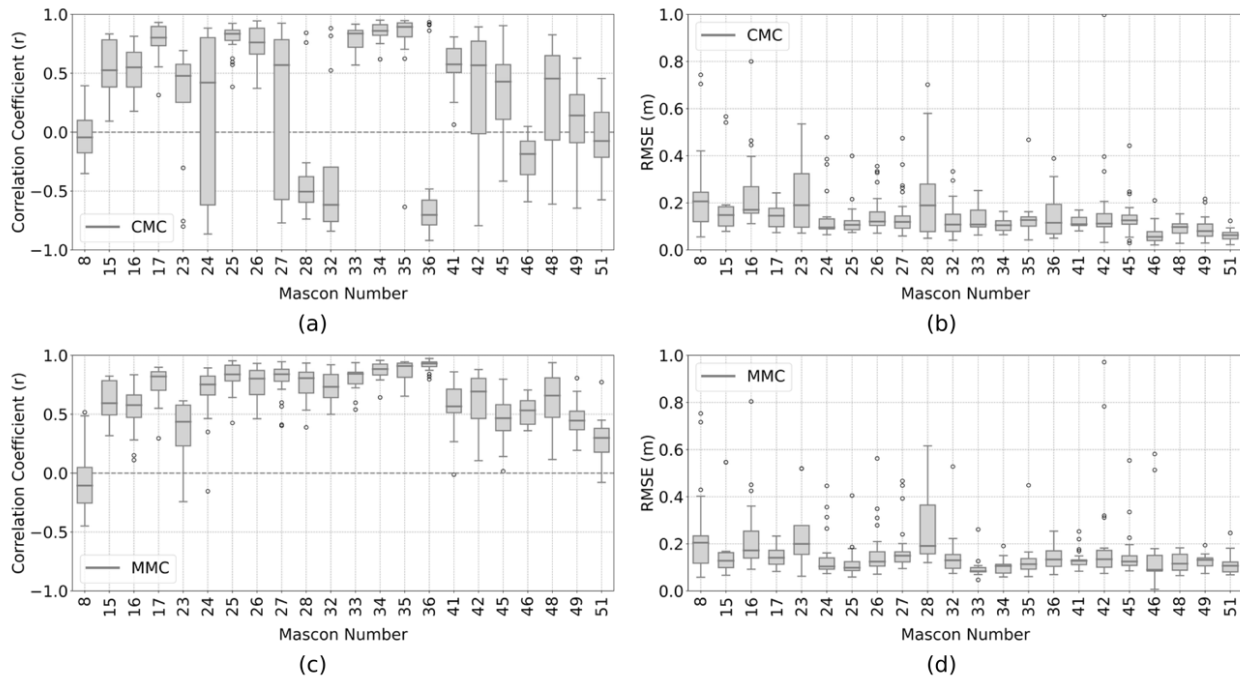 1.0
0.5
0.0
−0.5
−1.0
Correlation Coefficient (r)
CMC
8 15 16 17 23 24 25 26 27 28 32 33 34 35 36 41 42 45 46 48 49 51
Mascon Number
(a)
1.0
0.8
0.6
0.4
0.2
0.0
RMSE (m)
CMC
8 15 16 17 23 24 25 26 27 28 32 33 34 35 36 41 42 45 46 48 49 51
Mascon Number
(b)
1.0
0.5
0.0
−0.5
−1.0
Correlation Coefficient (r)
MMC
8 15 16 17 23 24 25 26 27 28 32 33 34 35 36 41 42 45 46 48 49 51
Mascon Number
(c)
1.0
0.8
0.6
0.4
0.2
0.0
RMSE (m)
MMC
8 15 16 17 23 24 25 26 27 28 32 33 34 35 36 41 42 45 46 48 49 51
Mascon Number
(d)